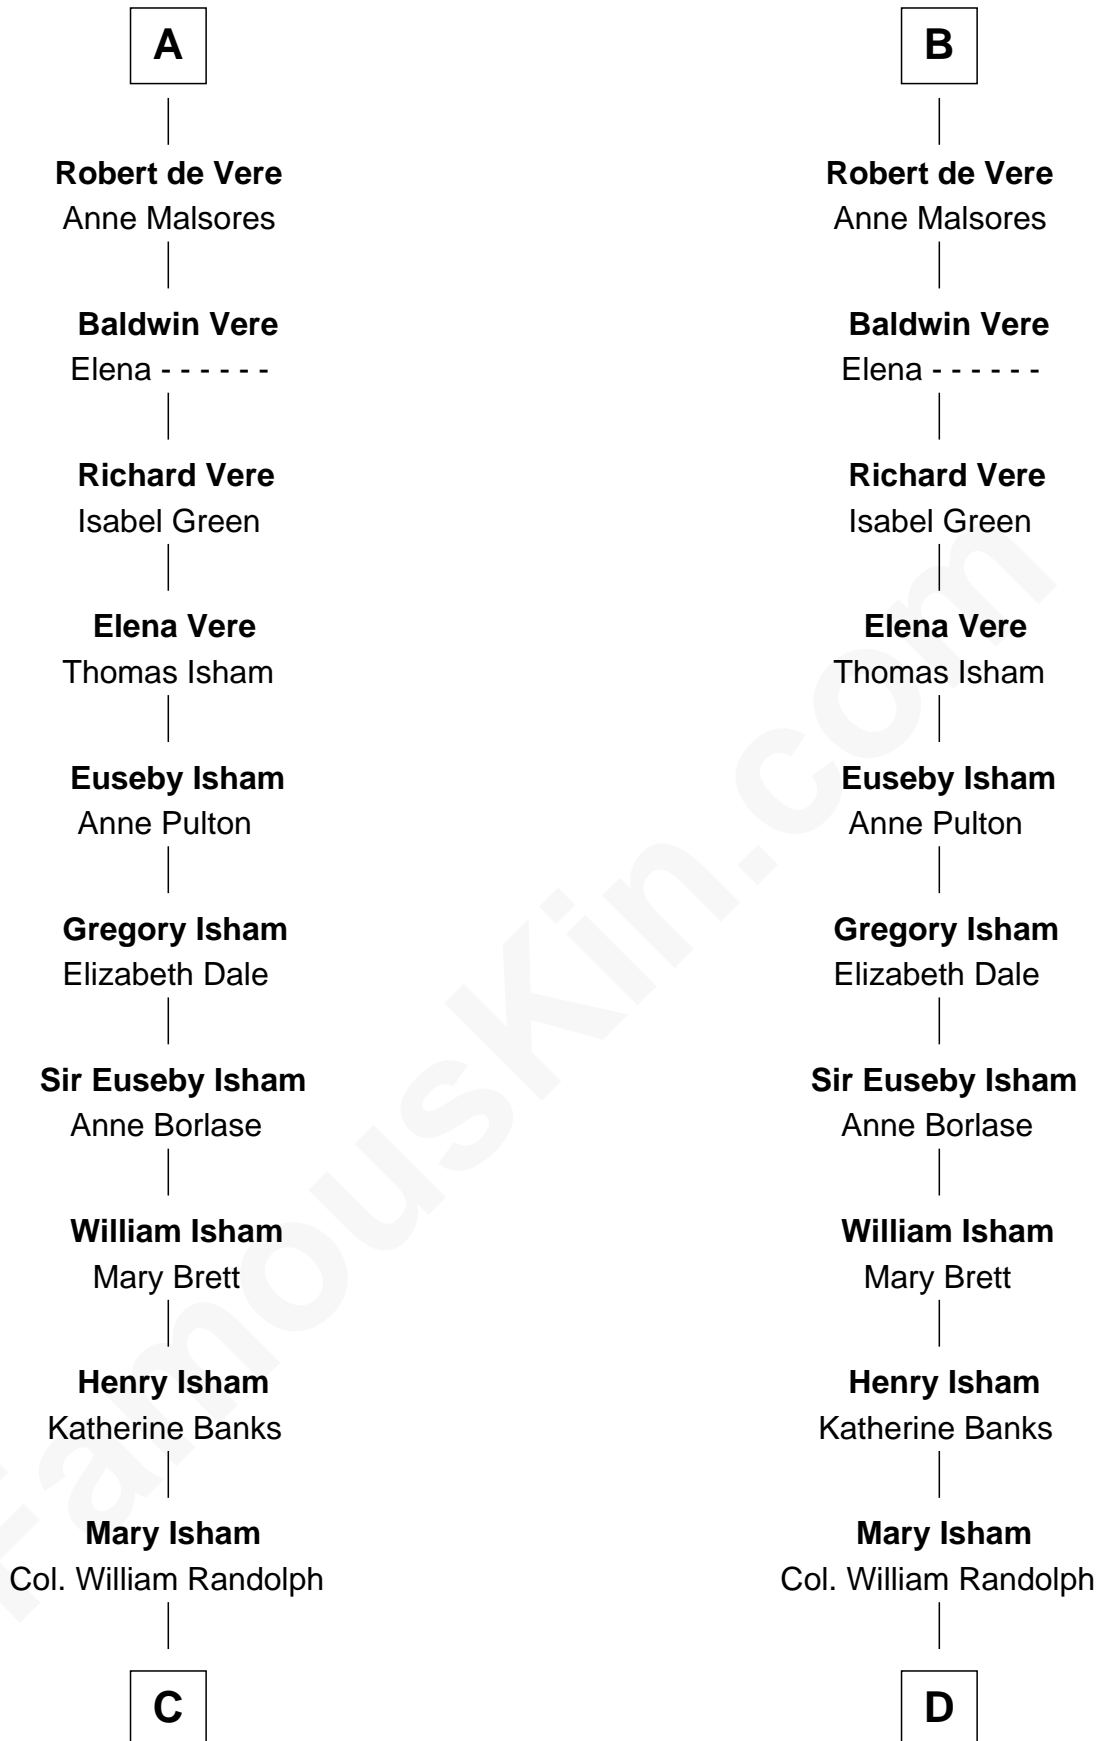 A
Robert de Vere
Anne Malsores
Baldwin Vere
Elena - - - - - -
Richard Vere
Isabel Green
Elena Vere
Thomas Isham
Euseby Isham
Anne Pulton
Gregory Isham
Elizabeth Dale
Sir Euseby Isham
Anne Borlase
William Isham
Mary Brett
Henry Isham
Katherine Banks
Mary Isham
Col. William Randolph
C
B
Robert de Vere
Anne Malsores
Baldwin Vere
Elena - - - - - -
Richard Vere
Isabel Green
Elena Vere
Thomas Isham
Euseby Isham
Anne Pulton
Gregory Isham
Elizabeth Dale
Sir Euseby Isham
Anne Borlase
William Isham
Mary Brett
Henry Isham
Katherine Banks
Mary Isham
Col. William Randolph
D
FamousKin.com